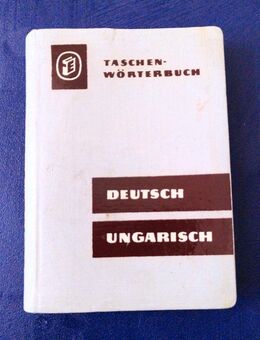 TASCHEN-
WÖRTERBUCH
DEUTSCH
UNGARISCH